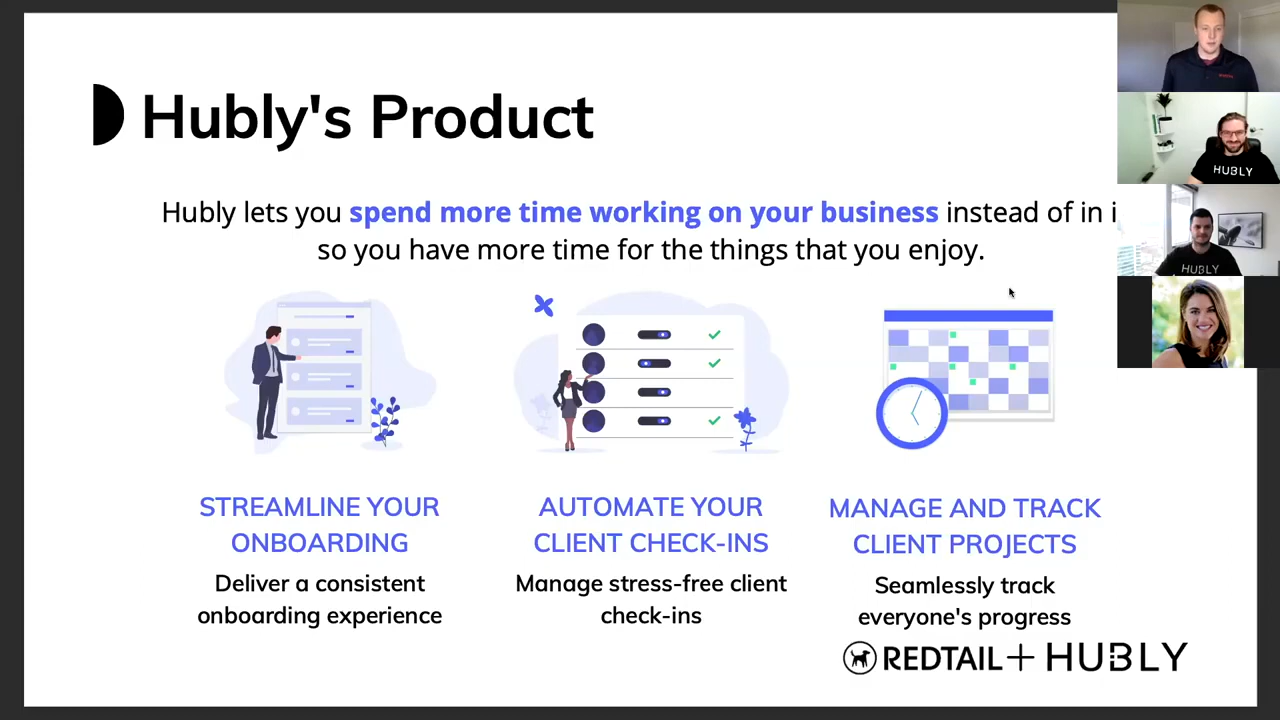 Hubly's Product
Hubly lets you spend more time working on your business instead of in i
so you have more time for the things that you enjoy.
STREAMLINE YOUR
ONBOARDING
Deliver a consistent
onboarding experience
AUTOMATE YOUR
CLIENT CHECK-INS
Manage stress-free client
check-ins
MANAGE AND TRACK
CLIENT PROJECTS
Seamlessly track
everyone's progress
REDTAIL+HUBLY
HUBLY
HUBLY